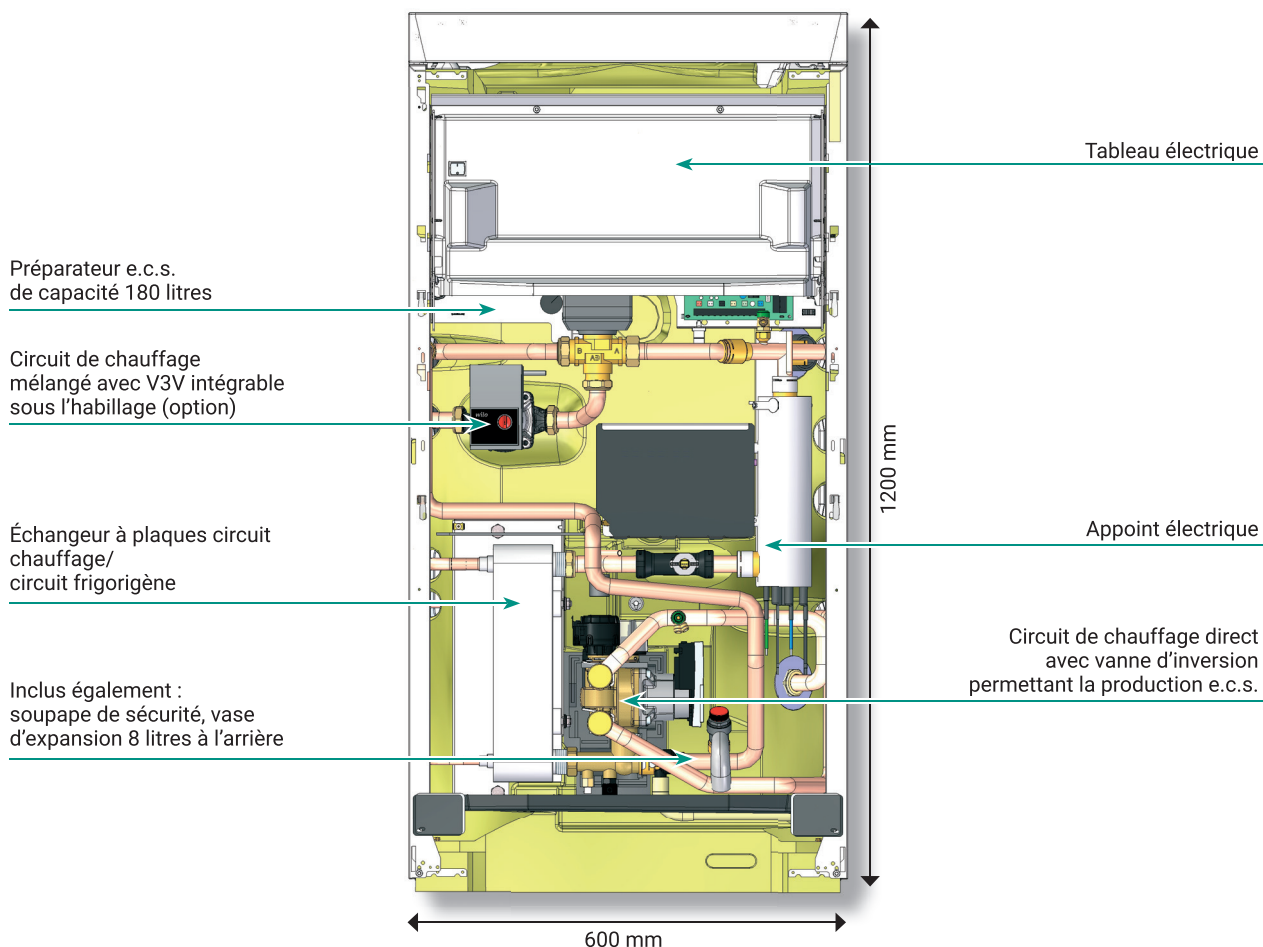 Tableau électrique
Préparateur e.c.s.
de capacité 180 litres
Circuit de chauffage
mélangé avec V3V intégrable
sous l'habillage (option)
B
A
AB
wilo
1200 mm
Échangeur à plaques circuit
chauffage/
circuit frigorigène
Appoint électrique
Circuit de chauffage direct
avec vanne d'inversion
permettant la production e.c.s.
Inclus également :
soupape de sécurité, vase
d'expansion 8 litres à l'arrière
600 mm